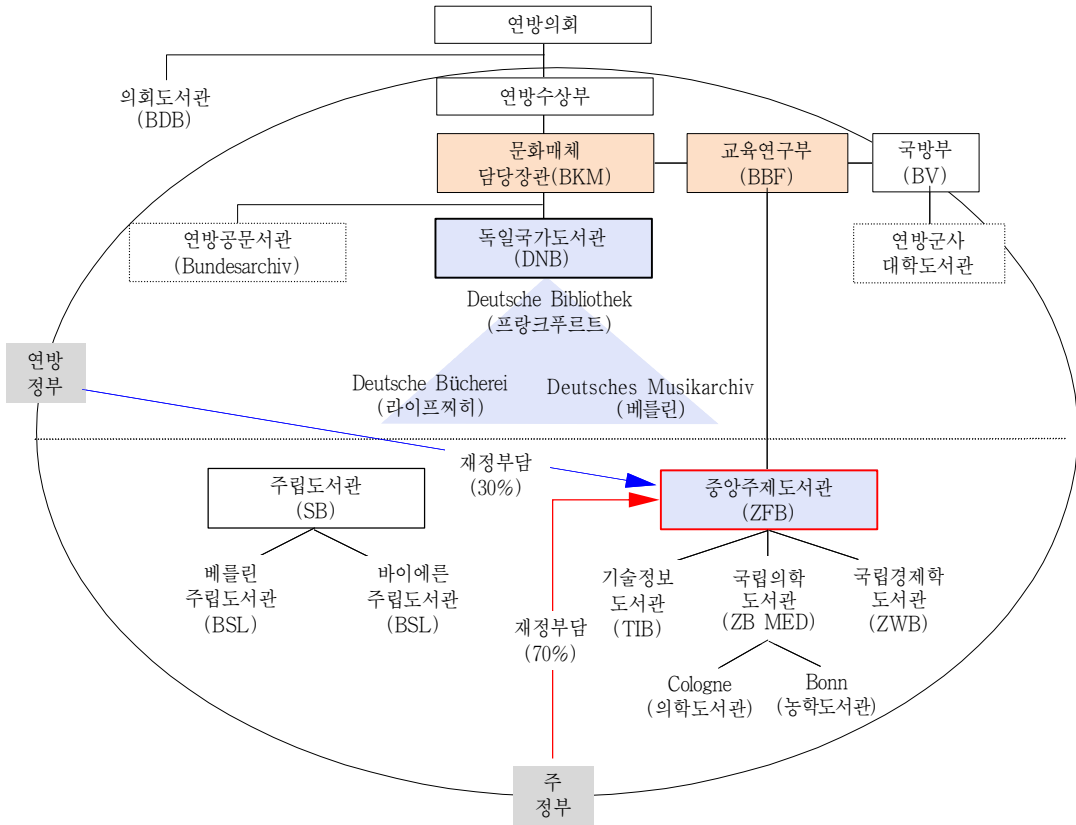 연방의회
의회도서관
(BDB)
연방수상부
문화매체
담당장관(BKM)
교육연구부
(BBF)
국방부
(BV)
연방공문서관
(Bundesarchiv)
독일국가도서관
(DNB)
연방군사
대학도서관
Deutsche Bibliothek
(프랑크푸르트)
연방
정부
Deutsche Bücherei
(라이프찌히)
Deutsches Musikarchiv
(베를린)
재정부담
(30%)
주립도서관
(SB)
중앙주제도서관
(ZFB)
베를린
주립도서관
(BSL)
바이에른
주립도서관
(BSL)
기술정보
도서관
(TIB)
국립의학
도서관
(ZB MED)
국립경제학
도서관
(ZWB)
재정부담
(70%)
Cologne
(의학도서관)
Bonn
(농학도서관)
주
정부